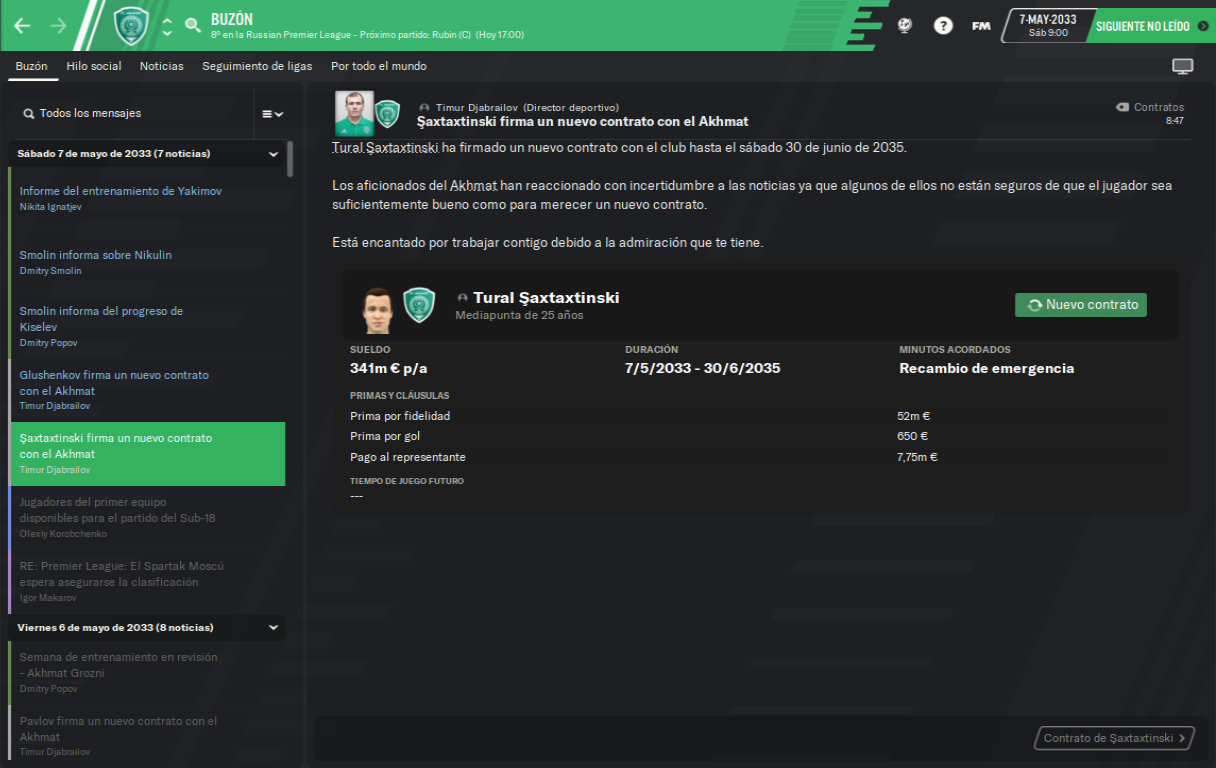 BUZÓN
8º en la Russian Premier League - Próximo partido: Rubin (C) (Hoy 17:00)
?
FM
7-MAY-2033
Sáb 9:00
SIGUIENTE NO LEÍDO
Buzón Hilo social Noticias Seguimiento de ligas Por todo el mundo
Todos los mensajes
Sábado 7 de mayo de 2033 (7 noticias)
Informe del entrenamiento de Yakimov
Nikita Ignatjev
Smolin informa sobre Nikulin
Dmitry Smolin
Smolin informa del progreso de
Kiselev
Dmitry Popov
Glushenkov firma un nuevo contrato
con el Akhmat
Timur Djabrailov
Şaxtaxtinski firma un nuevo contrato
con el Akhmat
Timur Djabrailov
Jugadores del primer equipo
disponibles para el partido del Sub-18
Olexiy Korobchenko
RE: Premier League: El Spartak Moscú
espera asegurarse la clasificación
Igor Makarov
Viernes 6 de mayo de 2033 (8 noticias)
Semana de entrenamiento en revisión
- Akhmat Grozni
Dmitry Popov
Pavlov firma un nuevo contrato con el
Akhmat
Timur Djabrailov
Timur Djabrailov (Director deportivo)
Şaxtaxtinski firma un nuevo contrato con el Akhmat
Contratos
8:47
Tural Şaxtaxtinski ha firmado un nuevo contrato con el club hasta el sábado 30 de junio de 2035.
Los aficionados del Akhmat han reaccionado con incertidumbre a las noticias ya que algunos de ellos no están seguros de que el jugador sea
suficientemente bueno como para merecer un nuevo contrato.
Está encantado por trabajar contigo debido a la admiración que te tiene.
Tural Şaxtaxtinski
Mediapunta de 25 años
Nuevo contrato
SUELDO DURACIÓN MINUTOS ACORDADOS
341m € p/a 7/5/2033 - 30/6/2035 Recambio de emergencia
PRIMAS Y CLÁUSULAS
Prima por fidelidad 52m €
Prima por gol 650 €
Pago al representante 7,75m €
TIEMPO DE JUEGO FUTURO
---
Contrato de Şaxtaxtinski